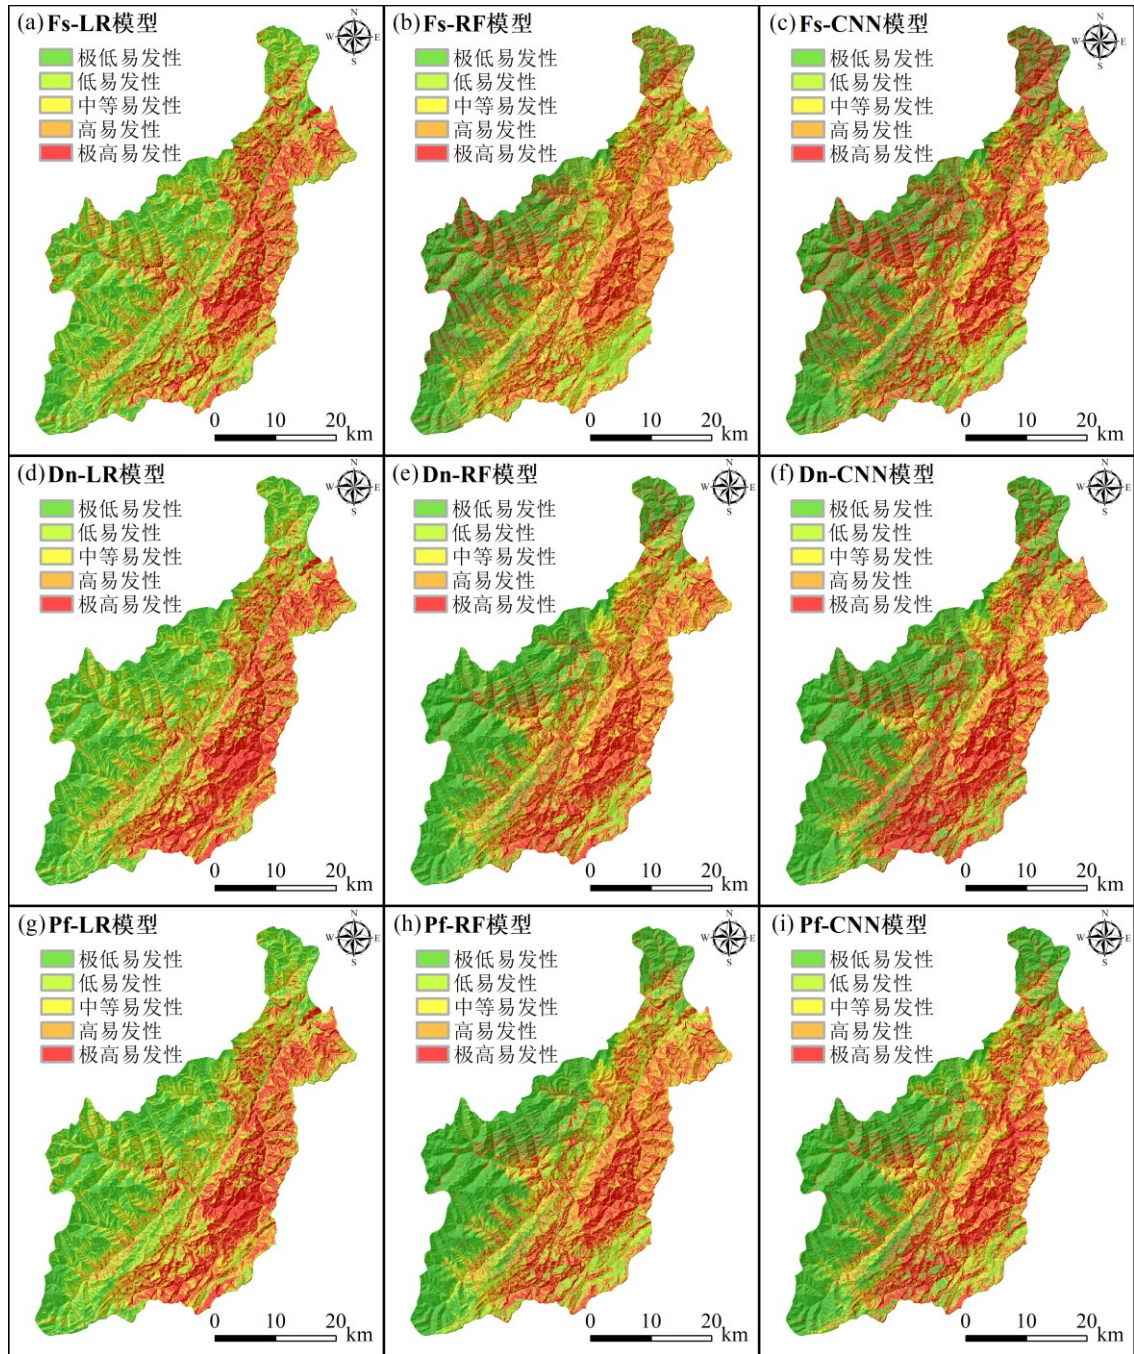 (a) Fs-LR模型
N
W E
S
极低易发性
低易发性
中等易发性
高易发性
极高易发性
0 10 20
km
(b) Fs-RF模型
N
W E
S
极低易发性
低易发性
中等易发性
高易发性
极高易发性
0 10 20
km
(c) Fs-CNN模型
N
W E
S
极低易发性
低易发性
中等易发性
高易发性
极高易发性
0 10 20
km
(d) Dn-LR模型
N
W E
S
极低易发性
低易发性
中等易发性
高易发性
极高易发性
0 10 20
km
(e) Dn-RF模型
N
W E
S
极低易发性
低易发性
中等易发性
高易发性
极高易发性
0 10 20
km
(f) Dn-CNN模型
N
W E
S
极低易发性
低易发性
中等易发性
高易发性
极高易发性
0 10 20
km
(g) Pf-LR模型
N
W E
S
极低易发性
低易发性
中等易发性
高易发性
极高易发性
0 10 20
km
(h) Pf-RF模型
N
W E
S
极低易发性
低易发性
中等易发性
高易发性
极高易发性
0 10 20
km
(i) Pf-CNN模型
N
W E
S
极低易发性
低易发性
中等易发性
高易发性
极高易发性
0 10 20
km